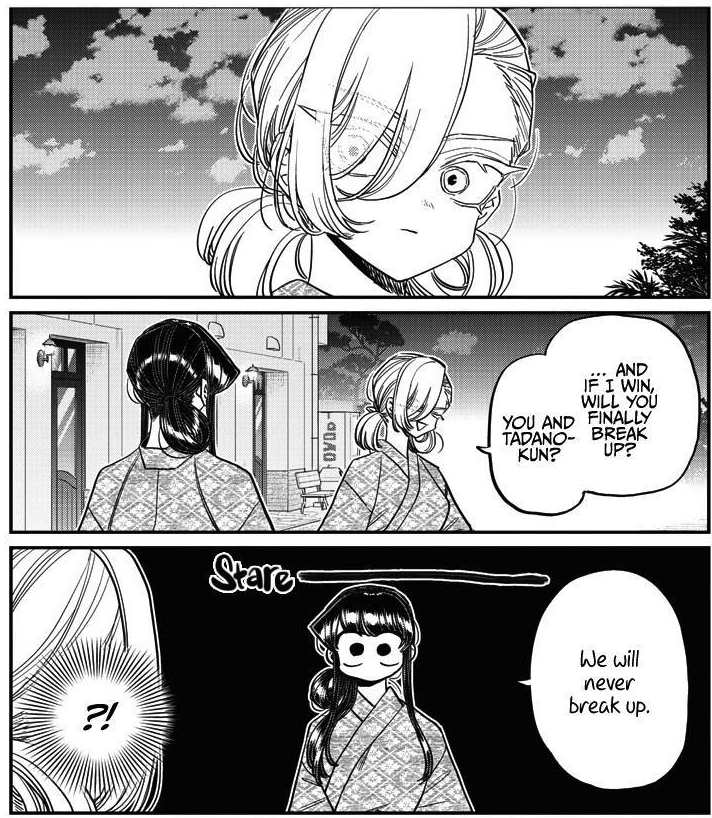 ... AND
IF I WIN,
WILL YOU
FINALLY
BREAK
UP?
YOU AND
TADANO-
KUN?
Stare
We will
never
break up.
?!